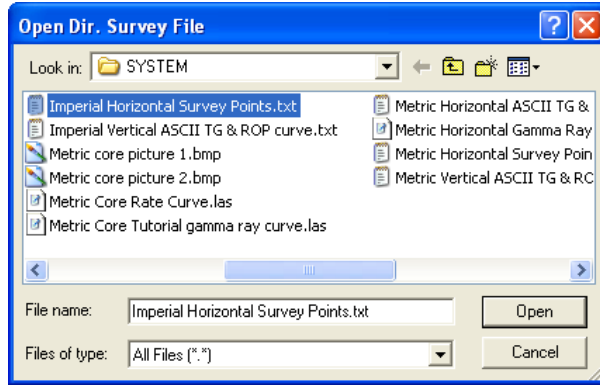 Open Dir. Survey File
Look in: SYSTEM
Imperial Horizontal Survey Points.txt
Imperial Vertical ASCII TG & ROP curve.txt
Metric core picture 1.bmp
Metric core picture 2.bmp
Metric Core Rate Curve.las
Metric Core Tutorial gamma ray curve.las
Metric Horizontal ASCII TG &
Metric Horizontal Gamma Ray
Metric Horizontal Survey Poin
Metric Vertical ASCII TG & RO
File name: Imperial Horizontal Survey Points.txt Open
Files of type: All Files (*.*) Cancel